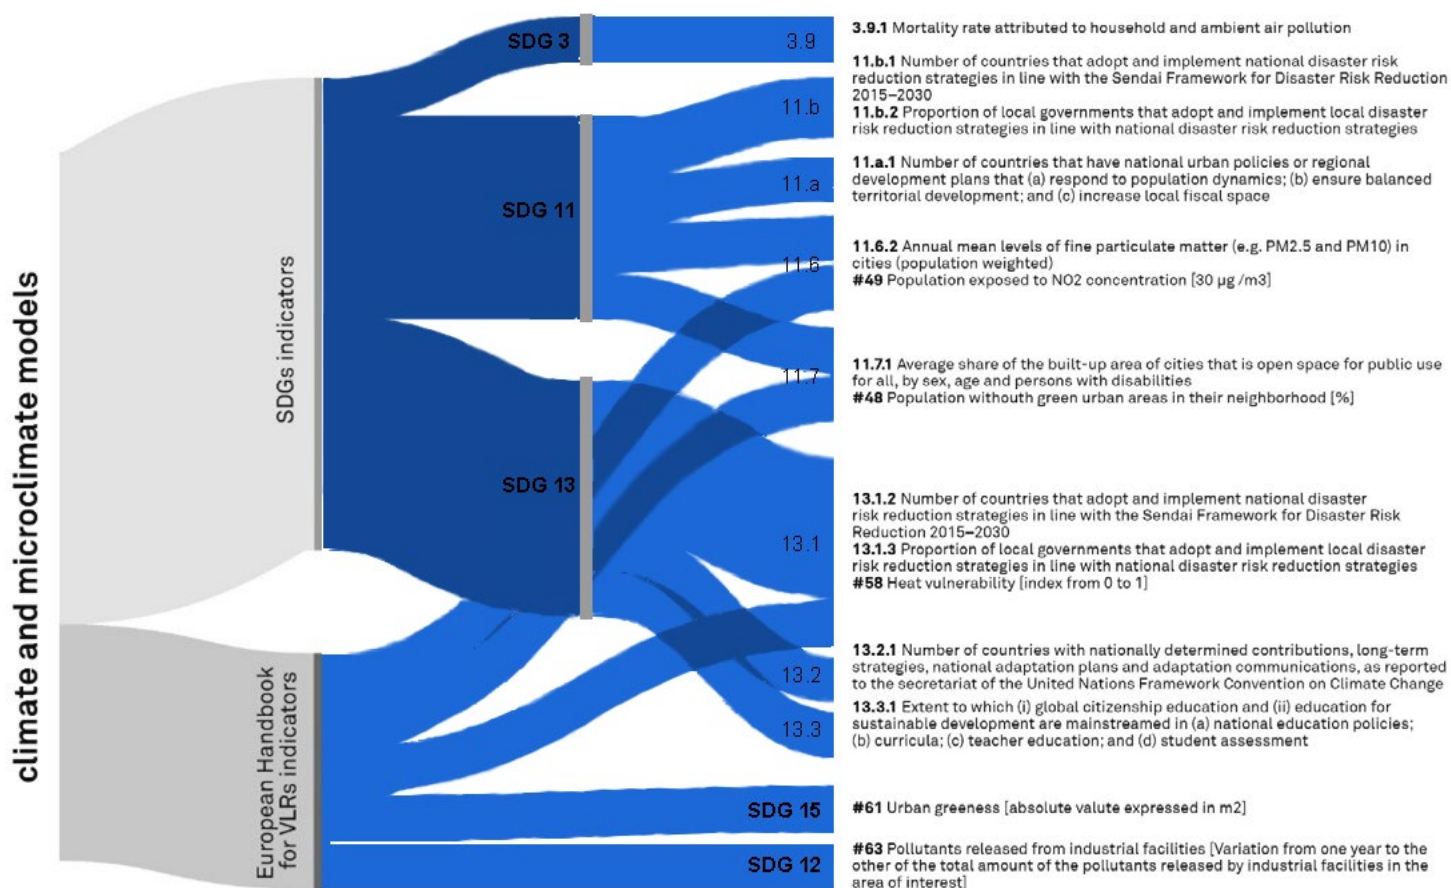 climate and microclimate models
SDGs indicators
European Handbook
for VLRs indicators
SDG 3
SDG 11
SDG 13
3.9
11.b
11.a
11.6
11.7
13.1
13.2
13.3
SDG 15
SDG 12
3.9.1 Mortality rate attributed to household and ambient air pollution
11.b.1 Number of countries that adopt and implement national disaster risk
reduction strategies in line with the Sendai Framework for Disaster Risk Reduction
2015–2030
11.b.2 Proportion of local governments that adopt and implement local disaster
risk reduction strategies in line with national disaster risk reduction strategies
11.a.1 Number of countries that have national urban policies or regional
development plans that (a) respond to population dynamics; (b) ensure balanced
territorial development; and (c) increase local fiscal space
11.6.2 Annual mean levels of fine particulate matter (e.g. PM2.5 and PM10) in
cities (population weighted)
#49 Population exposed to NO2 concentration [30 µg /m3]
11.7.1 Average share of the built-up area of cities that is open space for public use
for all, by sex, age and persons with disabilities
#48 Population withouth green urban areas in their neighborhood [%]
13.1.2 Number of countries that adopt and implement national disaster
risk reduction strategies in line with the Sendai Framework for Disaster Risk
Reduction 2015–2030
13.1.3 Proportion of local governments that adopt and implement local disaster
risk reduction strategies in line with national disaster risk reduction strategies
#58 Heat vulnerability [index from 0 to 1]
13.2.1 Number of countries with nationally determined contributions, long-term
strategies, national adaptation plans and adaptation communications, as reported
to the secretariat of the United Nations Framework Convention on Climate Change
13.3.1 Extent to which (i) global citizenship education and (ii) education for
sustainable development are mainstreamed in (a) national education policies;
(b) curricula; (c) teacher education; and (d) student assessment
#61 Urban greeness [absolute valute expressed in m2]
#63 Pollutants released from industrial facilities [Variation from one year to the
other of the total amount of the pollutants released by industrial facilities in the
area of interest]